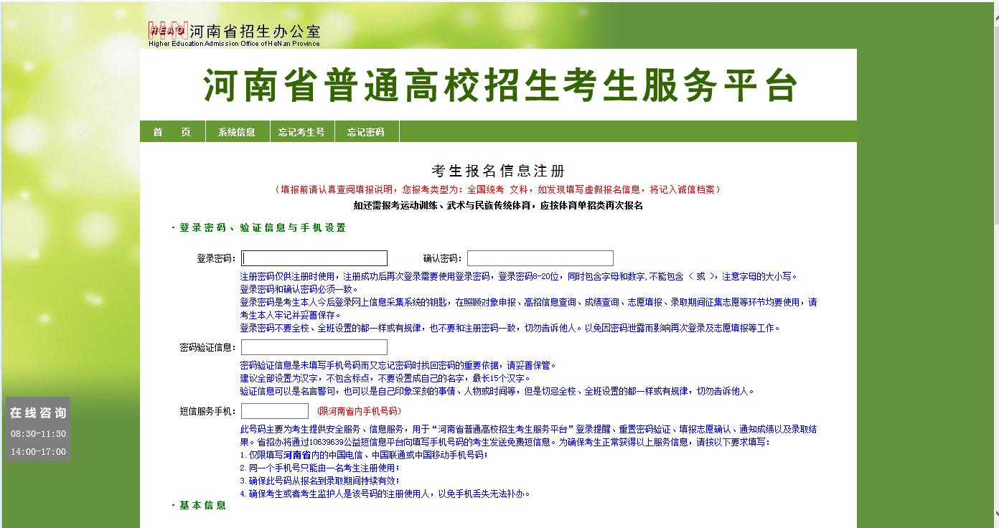 HEAO 河南省招生办公室
Higher Education Admission Office of HeNan Province
河南省普通高校招生考生服务平台
首 页 系统信息 忘记考生号 忘记密码
考生报名信息注册
（填报前请认真查阅填报说明，您报考类型为：全国统考 文科，如发现填写虚假报名信息，将记入诚信档案）
如还需报考运动训练、武术与民族传统体育，应按体育单招类再次报名
·登录密码、验证信息与手机设置
登录密码： 确认密码：
注册密码仅供注册时使用，注册成功后再次登录需要使用登录密码，登录密码8-20位，同时包含字母和数字,不能包含 < 或 >，注意字母的大小写。
登录密码和确认密码必须一致。
登录密码是考生本人今后登录网上信息采集系统的钥匙，在照顾对象申报、高招信息查询、成绩查询、志愿填报、录取期间征集志愿等环节均要使用，请
考生本人牢记并妥善保存。
登录密码不要全校、全班设置的都一样或有规律，也不要和注册密码一致，切勿告诉他人。以免因密码泄露而影响再次登录及志愿填报等工作。
密码验证信息：
密码验证信息是未填写手机号码而又忘记密码时找回密码的重要依据，请妥善保管。
建议全部设置为汉字，不包含标点，不要设置成自己的名字，最长15个汉字。
验证信息可以是名言警句，也可以是自己印象深刻的事情、人物或时间等，但是切忌全校、全班设置的都一样或有规律，切勿告诉他人。
短信服务手机： （限河南省内手机号码）
此号码主要为考生提供安全服务、信息服务，用于“河南省普通高校招生考生服务平台”登录提醒、重置密码验证、填报志愿确认、通知成绩以及录取结
果。省招办将通过10639639公益短信息平台向填写手机号码的考生发送免费短信息。为确保考生正常获得以上服务信息，请按以下要求填写：
1.仅限填写河南省内的中国电信、中国联通或中国移动手机号码；
2.同一个手机号只能由一名考生注册使用；
3.确保此号码从报名到录取期间持续有效；
4.确保考生或者考生监护人是该号码的注册使用人，以免手机丢失无法补办。
·基本信息
在线咨询
08:30-11:30
14:00-17:00